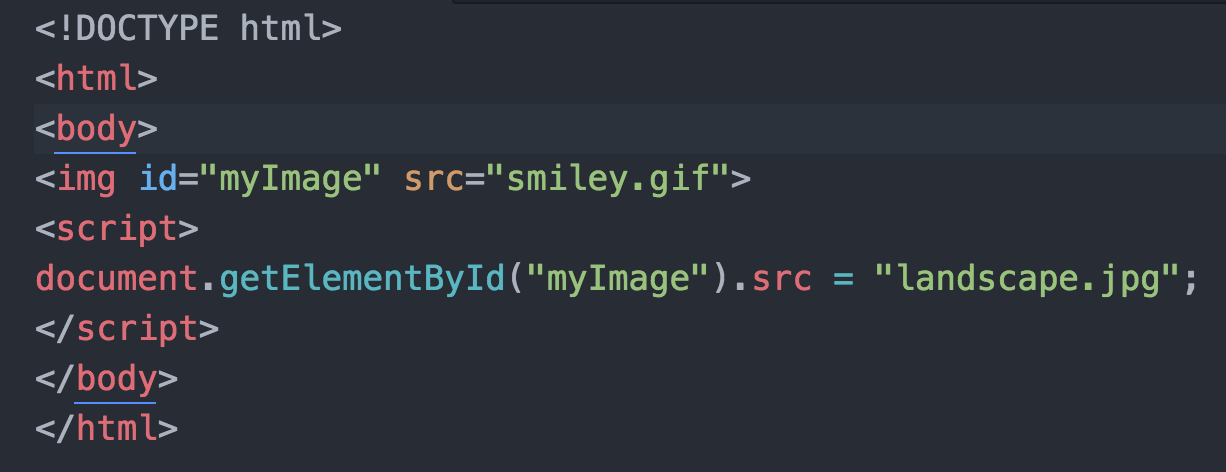 <!DOCTYPE html>
<html>
<body>
<img id="myImage" src="smiley.gif">
<script>
document.getElementById("myImage").src = "landscape.jpg";
</script>
</body>
</html>